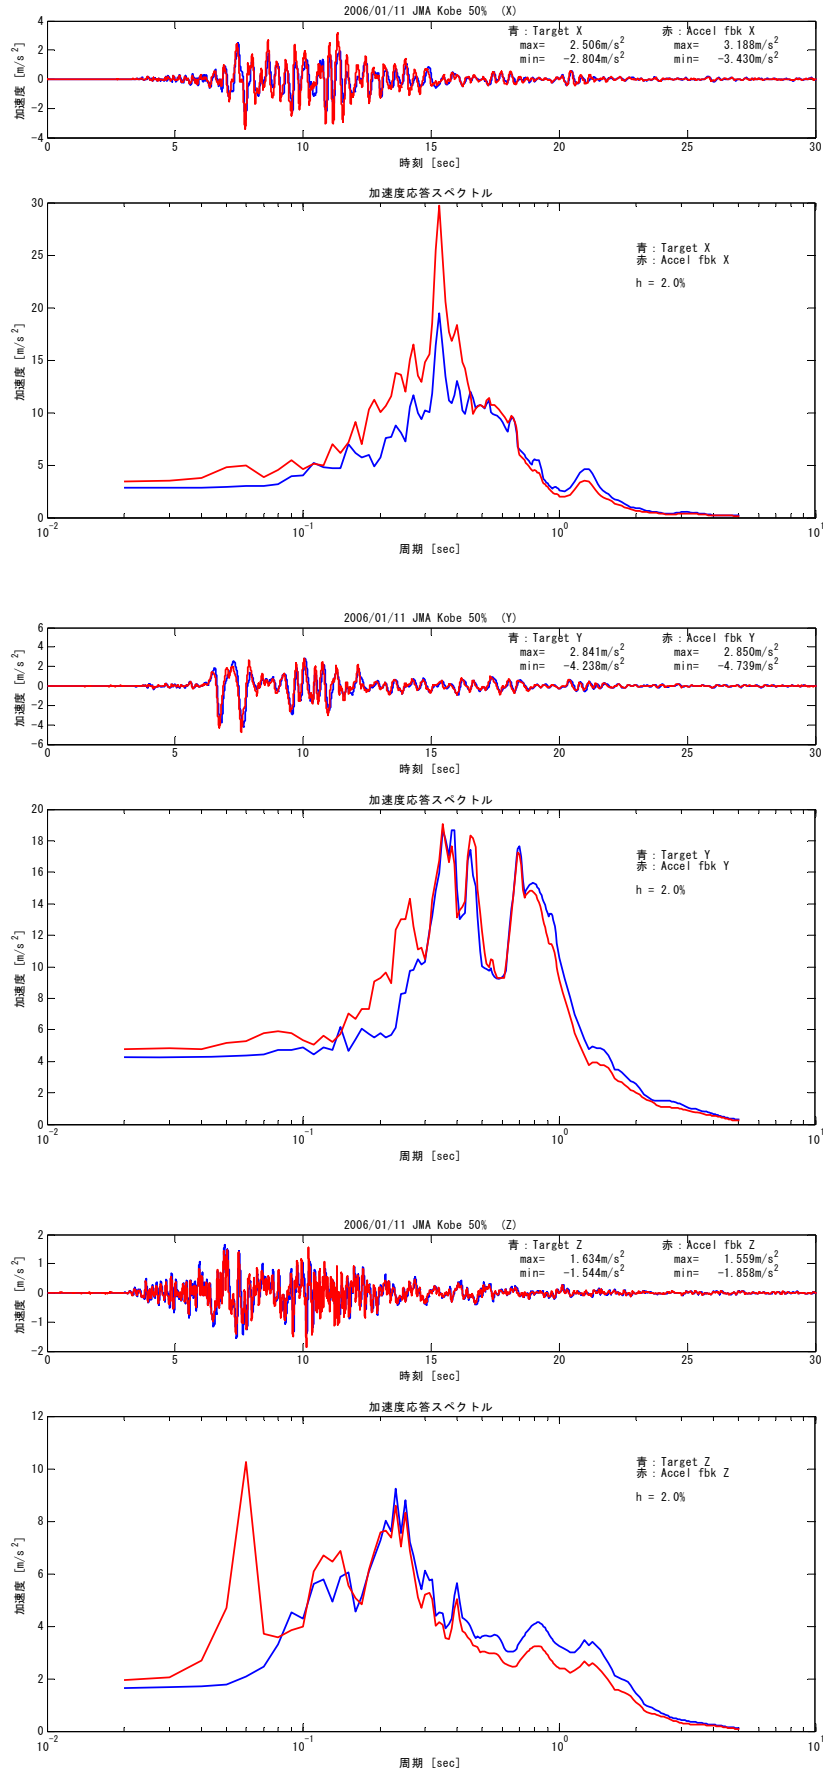 2006/01/11 JMA Kobe 50% (X)
青：Target X 赤：Accel fbk X
max= 2.506m/s² max= 3.188m/s²
min= −2.804m/s² min= −3.430m/s²
加速度 [m/s²]
4
2
0
−2
−4
0 5 10 15 20 25 30
時刻 [sec]
加速度応答スペクトル
青：Target X
赤：Accel fbk X
h = 2.0%
加速度 [m/s²]
30
25
20
15
10
5
0
10⁻² 10⁻¹ 10⁰ 10¹
周期 [sec]
2006/01/11 JMA Kobe 50% (Y)
青：Target Y 赤：Accel fbk Y
max= 2.841m/s² max= 2.850m/s²
min= −4.238m/s² min= −4.739m/s²
加速度 [m/s²]
6
4
2
0
−2
−4
−6
0 5 10 15 20 25 30
時刻 [sec]
加速度応答スペクトル
青：Target Y
赤：Accel fbk Y
h = 2.0%
加速度 [m/s²]
20
18
16
14
12
10
8
6
4
2
0
10⁻² 10⁻¹ 10⁰ 10¹
周期 [sec]
2006/01/11 JMA Kobe 50% (Z)
青：Target Z 赤：Accel fbk Z
max= 1.634m/s² max= 1.559m/s²
min= −1.544m/s² min= −1.858m/s²
加速度 [m/s²]
2
1
0
−1
−2
0 5 10 15 20 25 30
時刻 [sec]
加速度応答スペクトル
青：Target Z
赤：Accel fbk Z
h = 2.0%
加速度 [m/s²]
12
10
8
6
4
2
0
10⁻² 10⁻¹ 10⁰ 10¹
周期 [sec]